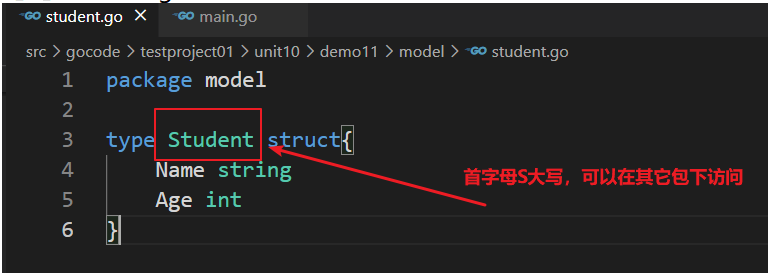 student.go × main.go
src > gocode > testproject01 > unit10 > demo11 > model > student.go
1 package model
2
3 type Student struct{
4 Name string
首字母S大写，可以在其它包下访问
5 Age int
6 }